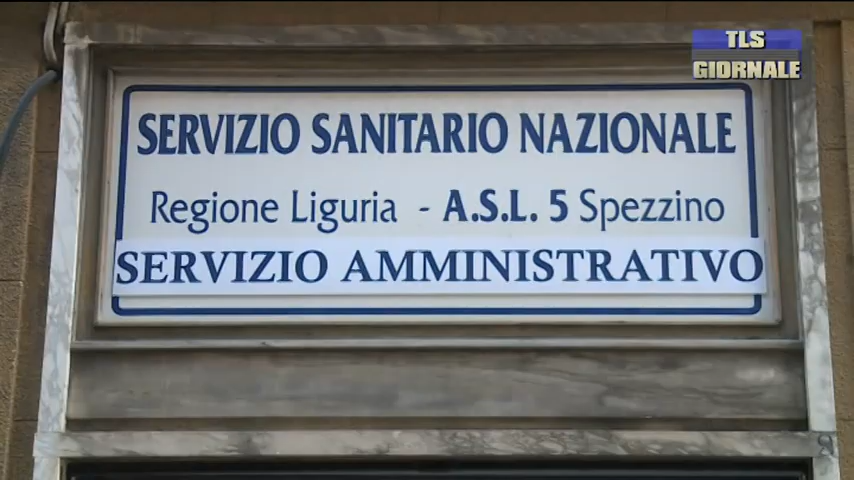 TLS
GIORNALE
SERVIZIO SANITARIO NAZIONALE
Regione Liguria - A.S.L. 5 Spezzino
SERVIZIO AMMINISTRATIVO